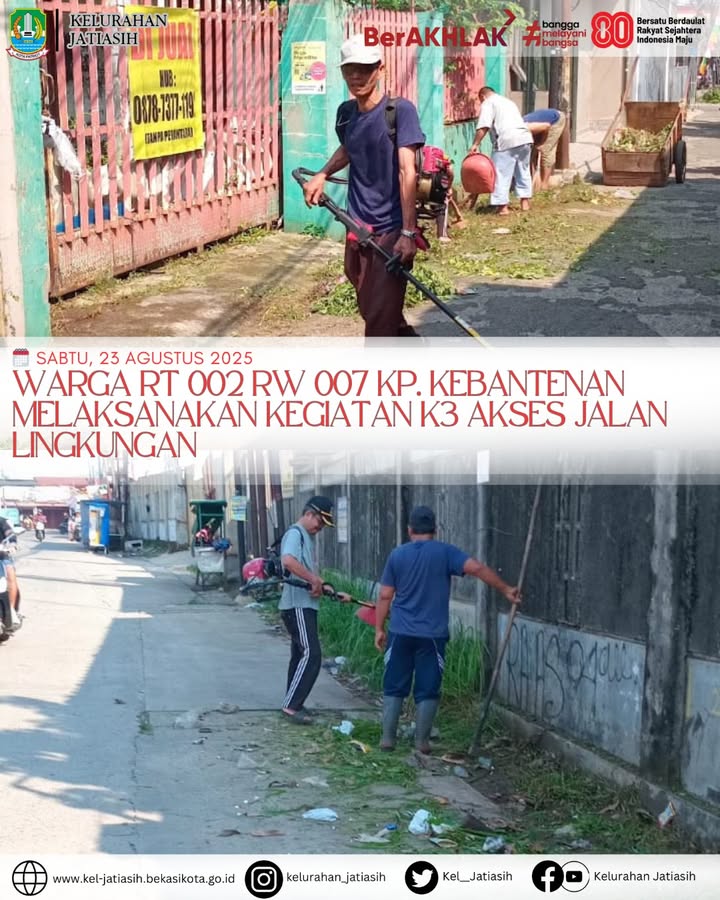 KELURAHAN
JATIASIH
BerAKHLAK
#bangga
melayani
bangsa
80
Bersatu Berdaulat
Rakyat Sejahtera
Indonesia Maju
HUB:
0878-7377-119
SABTU, 23 AGUSTUS 2025
WARGA RT 002 RW 007 KP. KEBANTENAN
MELAKSANAKAN KEGIATAN K3 AKSES JALAN
LINGKUNGAN
www.kel-jatiasih.bekasikota.go.id
kelurahan_jatiasih
Kel__Jatiasih
Kelurahan Jatiasih